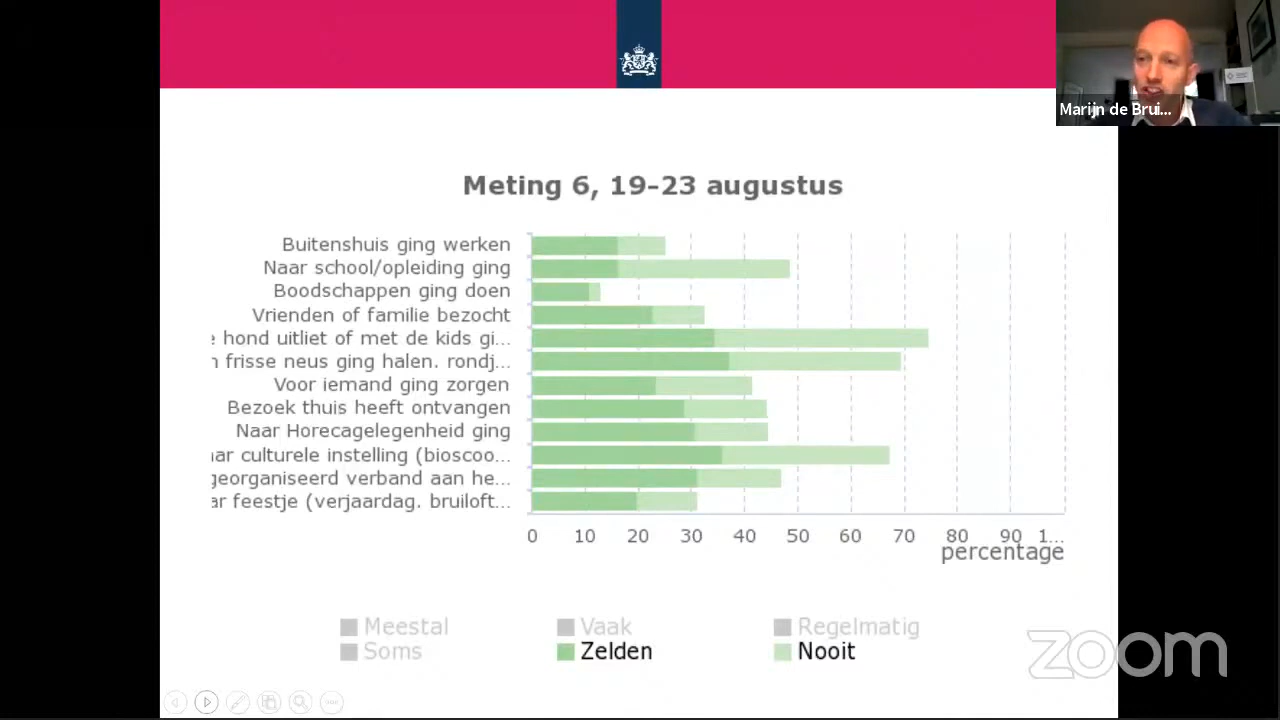 Marijn de Brui...
Meting 6, 19-23 augustus
Buitenshuis ging werken
Naar school/opleiding ging
Boodschappen ging doen
Vrienden of familie bezocht
e hond uitliet of met de kids gi...
n frisse neus ging halen. rondj...
Voor iemand ging zorgen
Bezoek thuis heeft ontvangen
Naar Horecagelegenheid ging
aar culturele instelling (bioscoo...
georganiseerd verband aan he...
ar feestje (verjaardag. bruiloft...
0 10 20 30 40 50 60 70 80 90 1...
percentage
Meestal Vaak Regelmatig
Soms Zelden Nooit
zoom